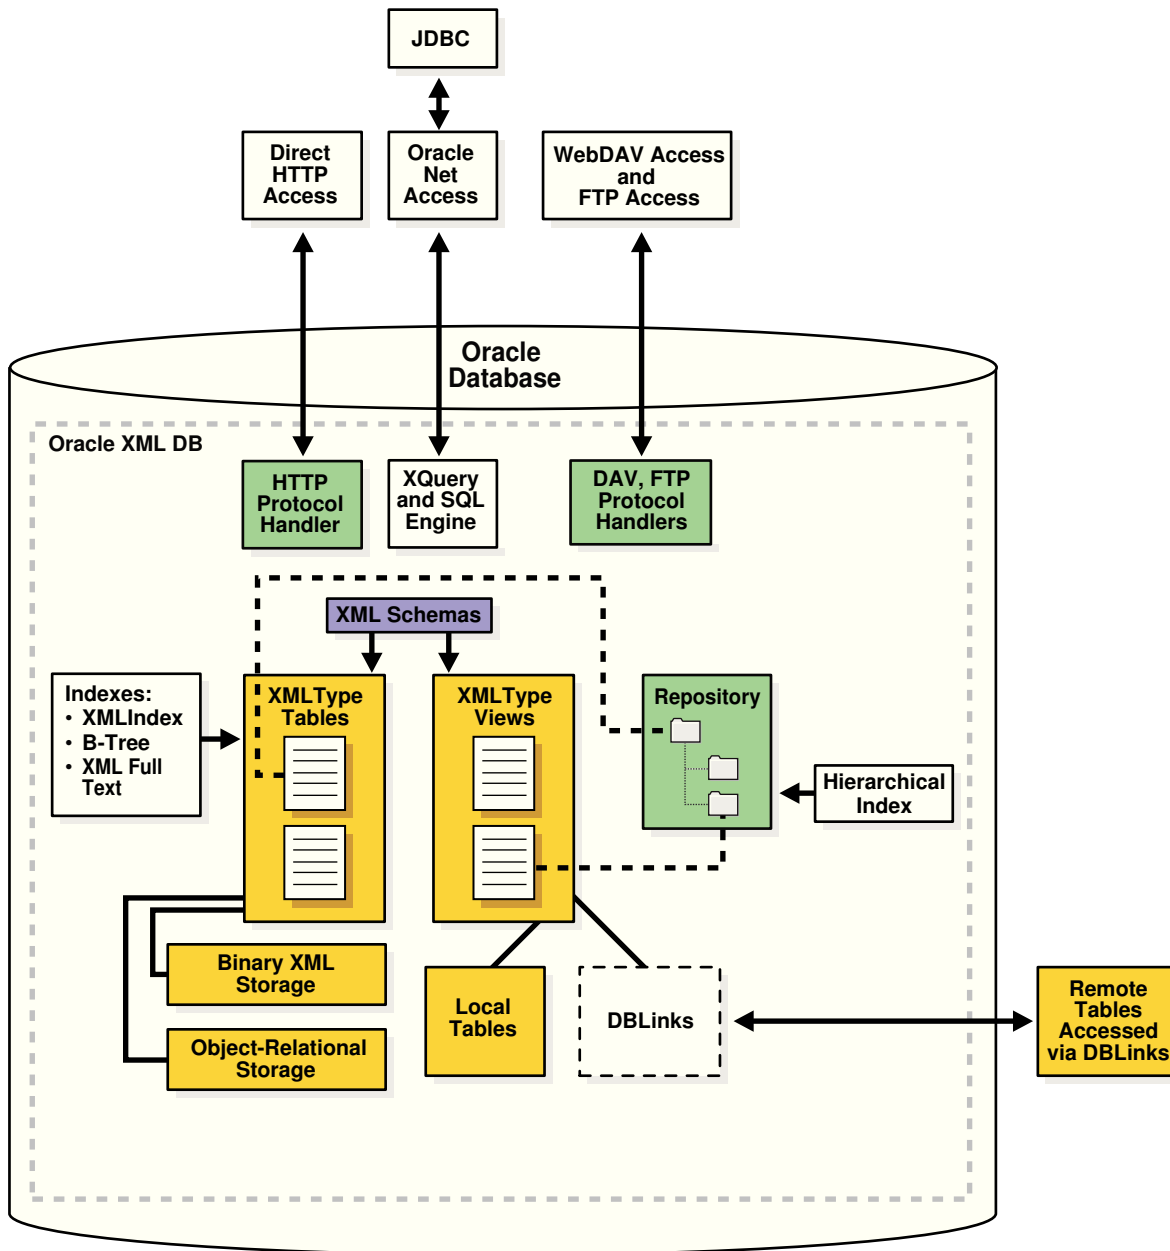 JDBC
Direct
HTTP
Access
Oracle
Net
Access
WebDAV Access
and
FTP Access
Oracle
Database
Oracle XML DB
HTTP
Protocol
Handler
XQuery
and SQL
Engine
DAV, FTP
Protocol
Handlers
XML Schemas
Indexes:
• XMLIndex
• B-Tree
• XML Full
Text
XMLType
Tables
XMLType
Views
Repository
Hierarchical
Index
Binary XML
Storage
Object-Relational
Storage
Local
Tables
DBLinks
Remote
Tables
Accessed
via DBLinks